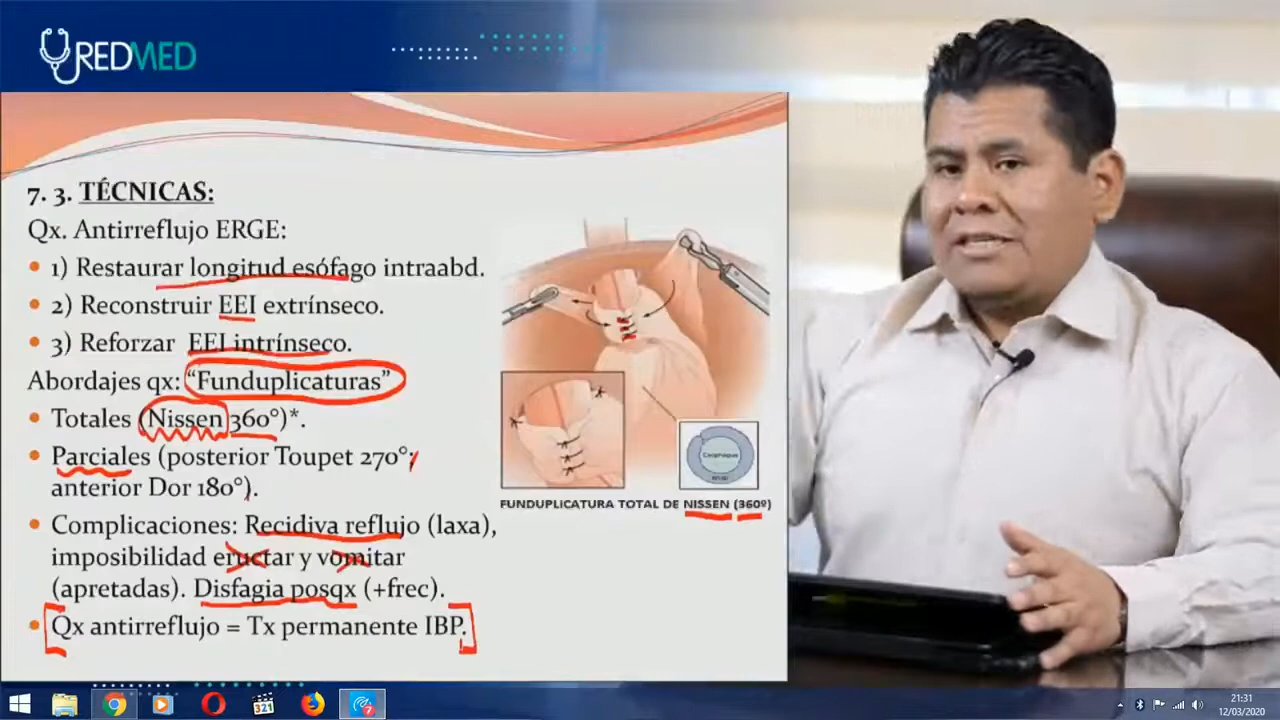 REDMED
7. 3. TÉCNICAS:
Qx. Antirreflujo ERGE:
1) Restaurar longitud esófago intraabd.
2) Reconstruir EEI extrínseco.
3) Reforzar EEI intrínseco.
Abordajes qx: “Funduplicaturas”
Totales (Nissen 360°)*.
Parciales (posterior Toupet 270°;
anterior Dor 180°).
Complicaciones: Recidiva reflujo (laxa),
imposibilidad eructar y vomitar
(apretadas). Disfagia posqx (+frec).
Qx antirreflujo = Tx permanente IBP.
FUNDUPLICATURA TOTAL DE NISSEN (360º)
321
7
21:31
12/03/2020